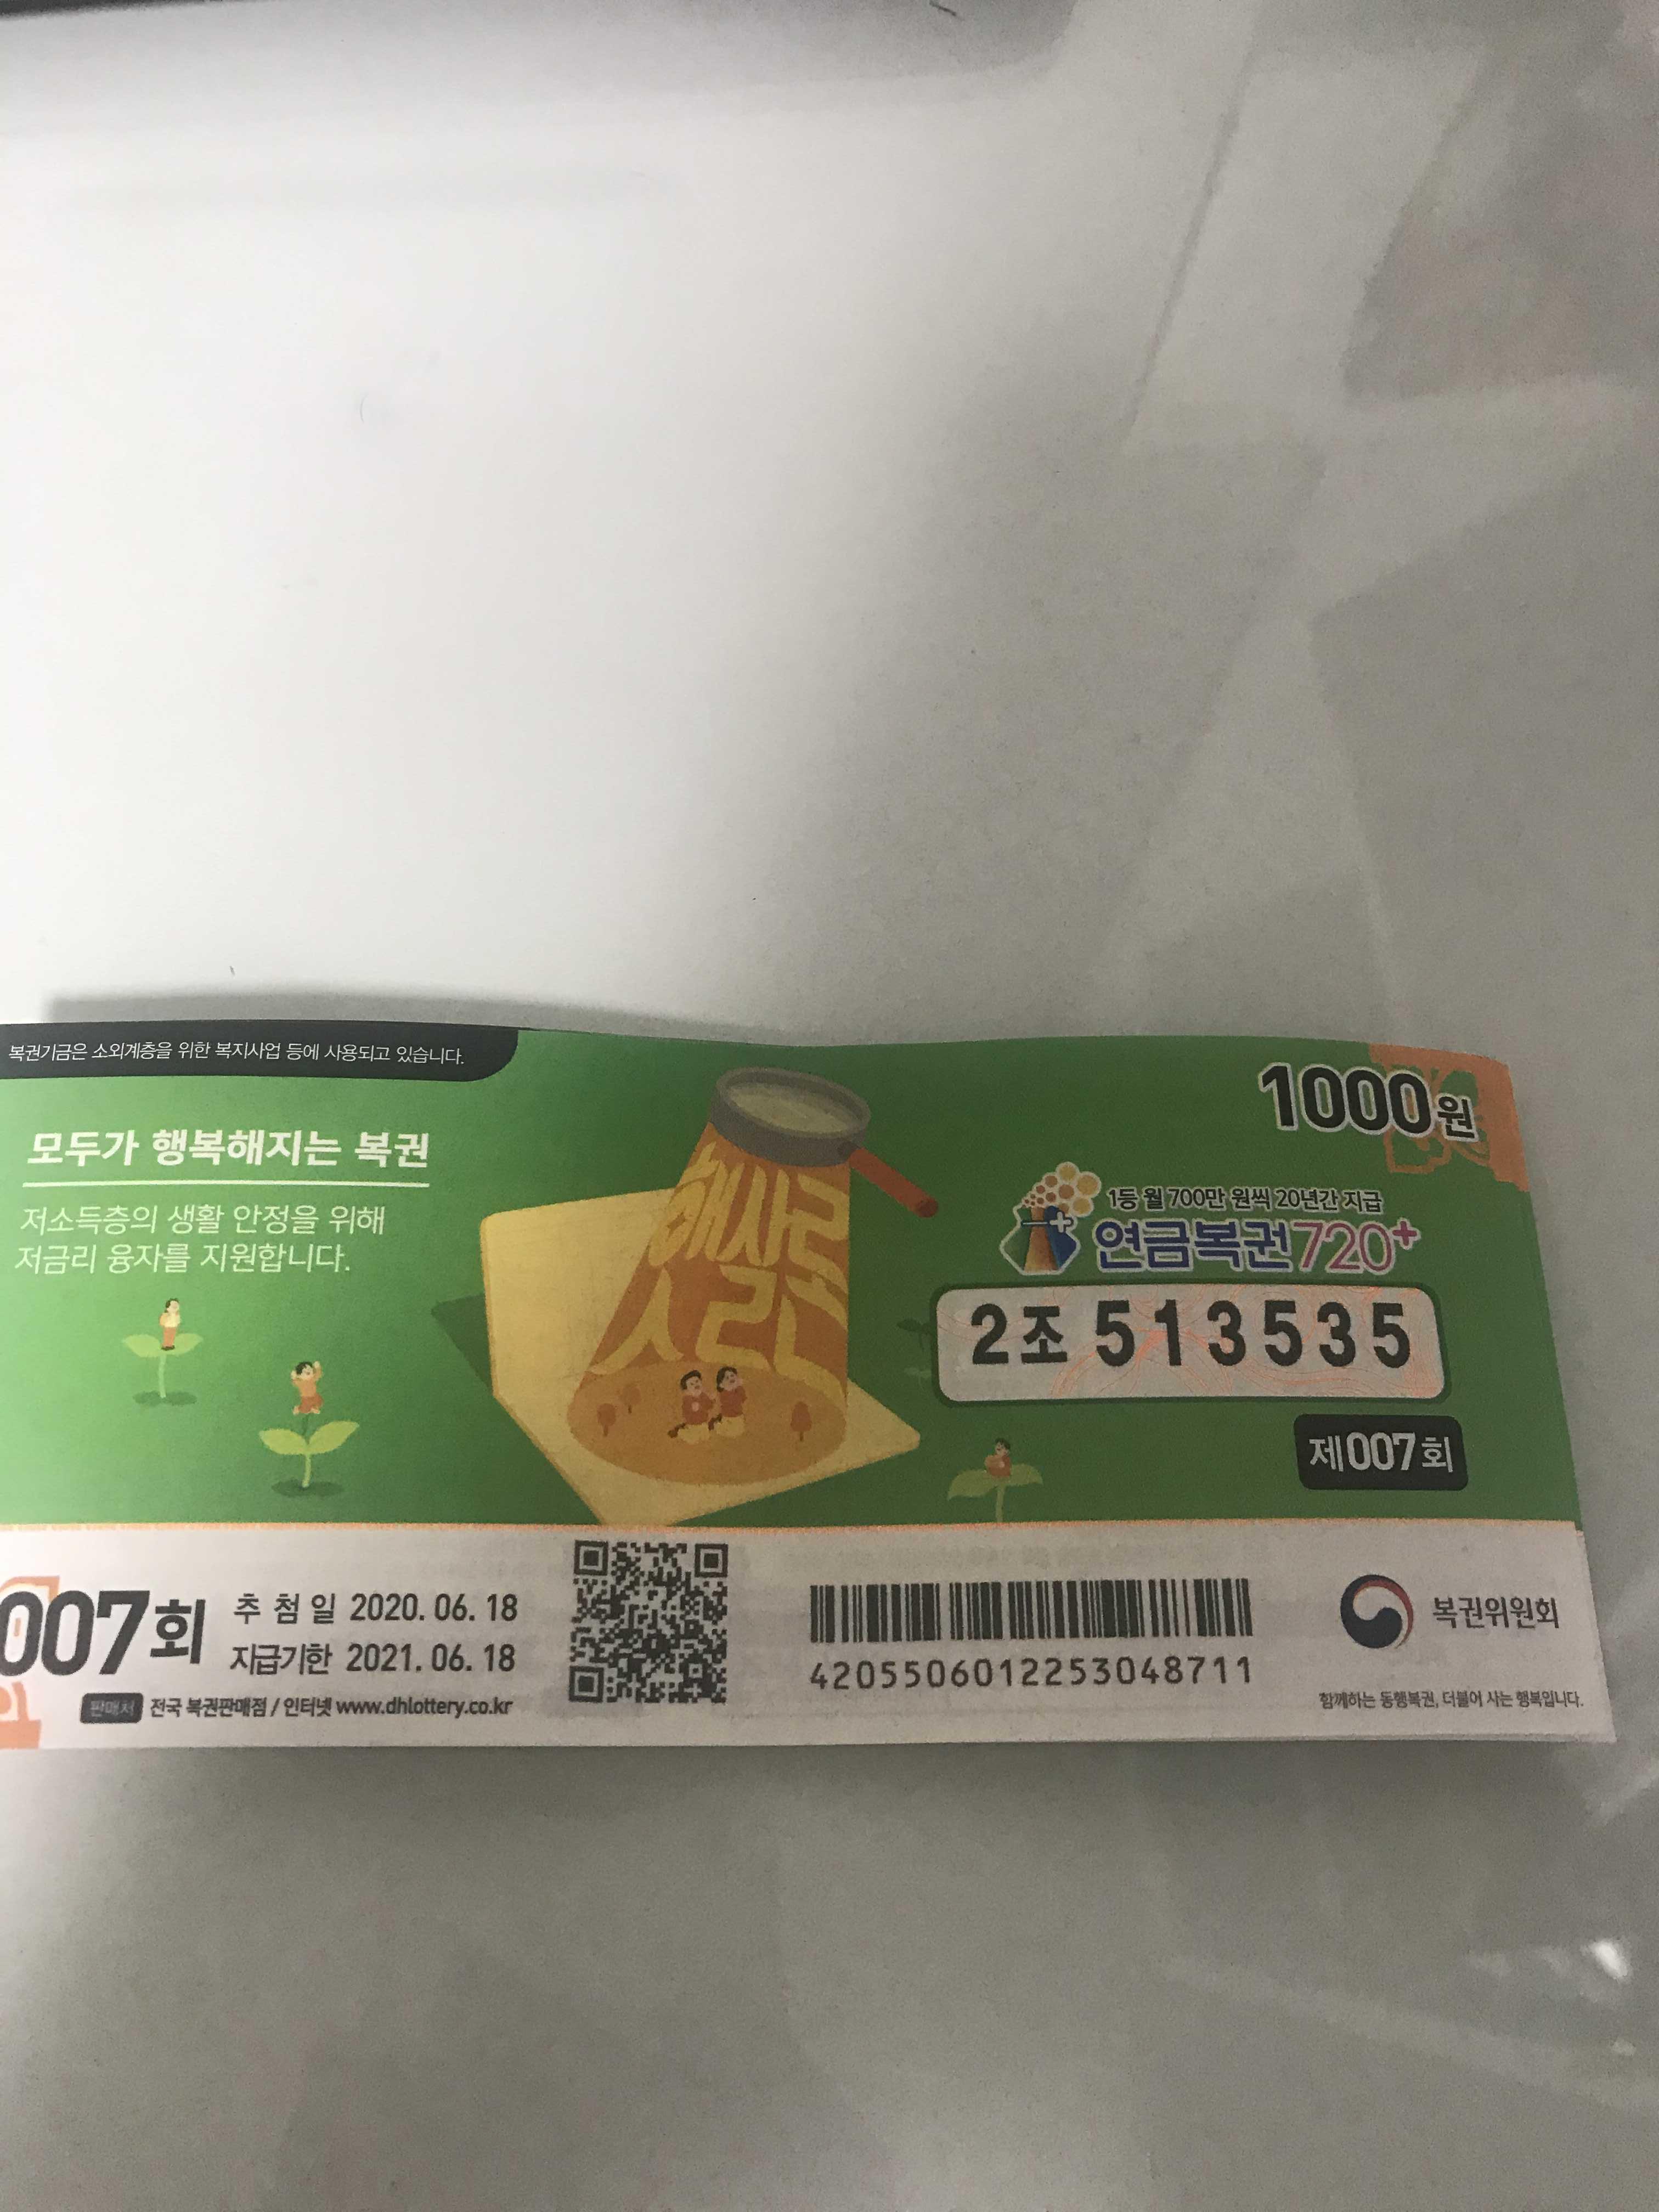 복권기금은 소외계층을 위한 복지사업 등에 사용되고 있습니다.
모두가 행복해지는 복권
저소득층의 생활 안정을 위해
저금리 융자를 지원합니다.
햇살론
1000원
1등 월 700만 원씩 20년간 지급
연금복권720+
2조 513535
제007회
007회
추첨일 2020. 06. 18
지급기한 2021. 06. 18
판매처 전국 복권판매점 / 인터넷 www.dhlottery.co.kr
4205506012253048711
복권위원회
함께하는 동행복권, 더불어 사는 행복입니다.